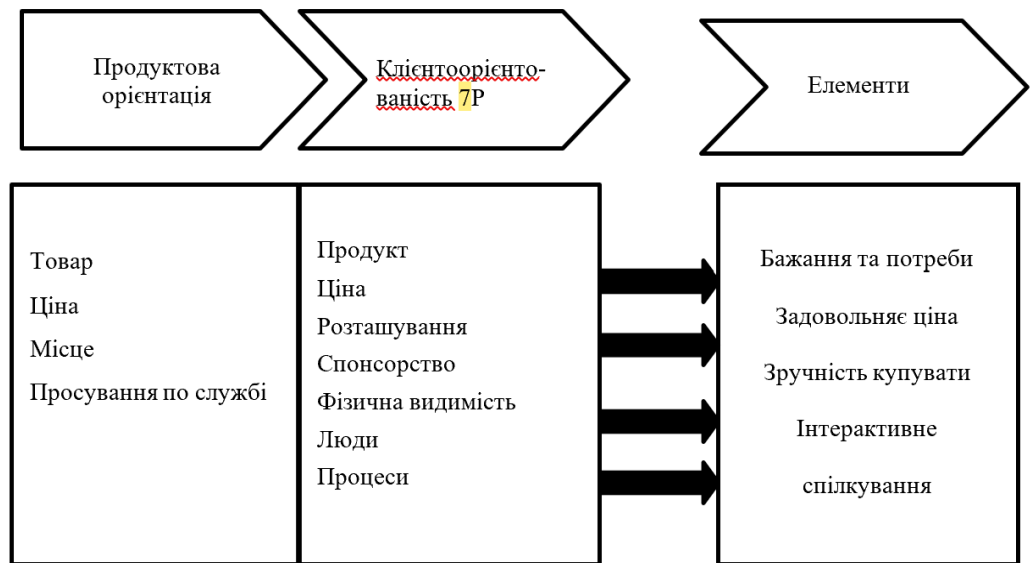 Продуктова
орієнтація
Клієнтоорієнто-
ваність 7Р
Елементи
Товар
Ціна
Місце
Просування по службі
Продукт
Ціна
Розташування
Спонсорство
Фізична видимість
Люди
Процеси
Бажання та потреби
Задовольняє ціна
Зручність купувати
Інтерактивне
спілкування